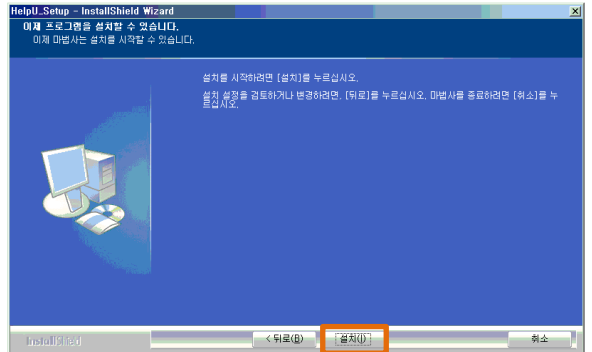 HelpU_Setup - InstallShield Wizard
이제 프로그램을 설치할 수 있습니다.
이제 마법사는 설치를 시작할 수 있습니다.
설치를 시작하려면 [설치]를 누르십시오.
설치 설정을 검토하거나 변경하려면, [뒤로]를 누르십시오. 마법사를 종료하려면 [취소]를 누
르십시오.
InstallShield
< 뒤로(B)
설치(I)
취소